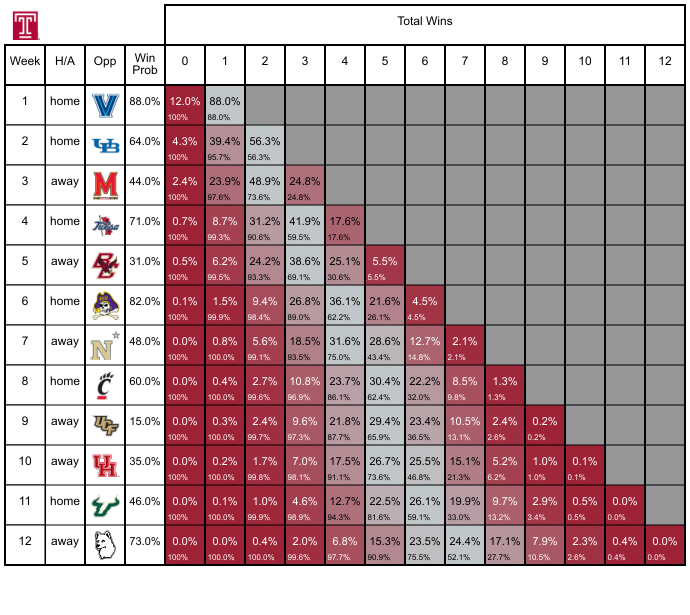 T
Total Wins
Week H/A Opp Win Prob 0 1 2 3 4 5 6 7 8 9 10 11 12
1 home V 88.0% 12.0% 88.0%
100% 88.0%
2 home UB 64.0% 4.3% 39.4% 56.3%
100% 95.7% 56.3%
3 away M 44.0% 2.4% 23.9% 48.9% 24.8%
100% 97.6% 73.6% 24.8%
4 home Tulsa 71.0% 0.7% 8.7% 31.2% 41.9% 17.6%
100% 99.3% 90.6% 59.5% 17.6%
5 away BC 31.0% 0.5% 6.2% 24.2% 38.6% 25.1% 5.5%
100% 99.5% 93.3% 69.1% 30.6% 5.5%
6 home 82.0% 0.1% 1.5% 9.4% 26.8% 36.1% 21.6% 4.5%
100% 99.9% 98.4% 89.0% 62.2% 26.1% 4.5%
7 away N 48.0% 0.0% 0.8% 5.6% 18.5% 31.6% 28.6% 12.7% 2.1%
100% 100.0% 99.1% 93.5% 75.0% 43.4% 14.8% 2.1%
8 home C 60.0% 0.0% 0.4% 2.7% 10.8% 23.7% 30.4% 22.2% 8.5% 1.3%
100% 100.0% 99.6% 96.9% 86.1% 62.4% 32.0% 9.8% 1.3%
9 away UCF 15.0% 0.0% 0.3% 2.4% 9.6% 21.8% 29.4% 23.4% 10.5% 2.4% 0.2%
100% 100.0% 99.7% 97.3% 87.7% 65.9% 36.5% 13.1% 2.6% 0.2%
10 away UH 35.0% 0.0% 0.2% 1.7% 7.0% 17.5% 26.7% 25.5% 15.1% 5.2% 1.0% 0.1%
100% 100.0% 99.8% 98.1% 91.1% 73.6% 46.8% 21.3% 6.2% 1.0% 0.1%
11 home 46.0% 0.0% 0.1% 1.0% 4.6% 12.7% 22.5% 26.1% 19.9% 9.7% 2.9% 0.5% 0.0%
100% 100.0% 99.9% 98.9% 94.3% 81.6% 59.1% 33.0% 13.2% 3.4% 0.5% 0.0%
12 away 73.0% 0.0% 0.0% 0.4% 2.0% 6.8% 15.3% 23.5% 24.4% 17.1% 7.9% 2.3% 0.4% 0.0%
100% 100.0% 100.0% 99.6% 97.7% 90.9% 75.5% 52.1% 27.7% 10.5% 2.6% 0.4% 0.0%